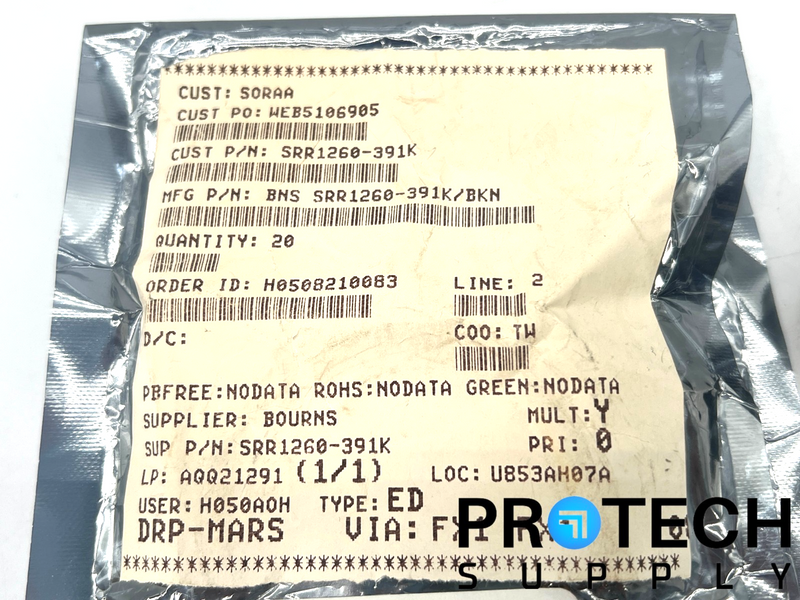 CUST: SORAA
CUST PO: WEB5106905
CUST P/N: SRR1260-391K
MFG P/N: BNS SRR1260-391K/BKN
QUANTITY: 20
ORDER ID: H0508210083 LINE: 2
D/C: COO: TW
PBFREE:NODATA ROHS:NODATA GREEN:NODATA
SUPPLIER: BOURNS MULT:Y
SUP P/N:SRR1260-391K PRI: 0
LP: AQQ21291 (1/1) LOC: U853AH07A
USER: H050AOH TYPE: ED
DRP-MARS VIA: FX1
PROTECH
SUPPLY